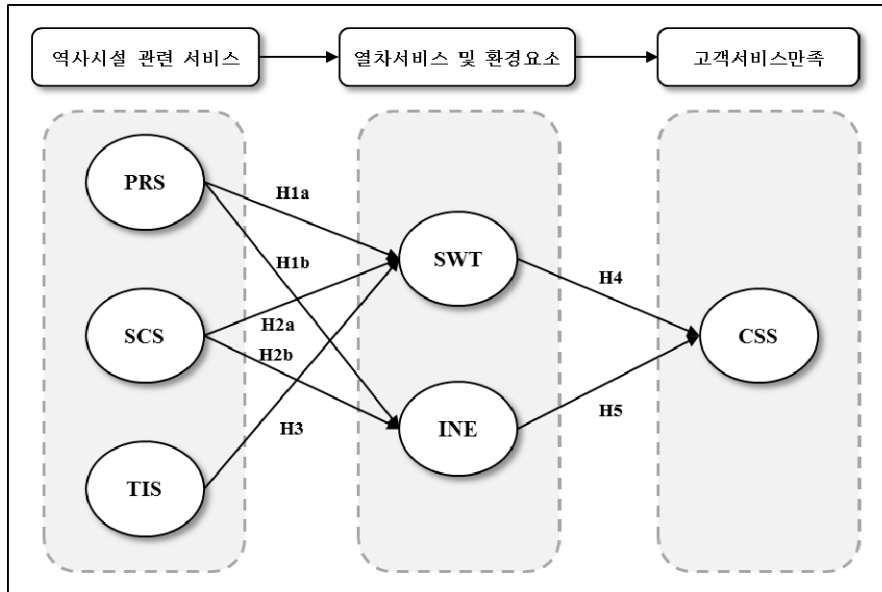 역사시설 관련 서비스
열차서비스 및 환경요소
고객서비스만족
PRS
H1a
SWT
H1b
H4
SCS
H2a
CSS
H2b
INE
H5
H3
TIS